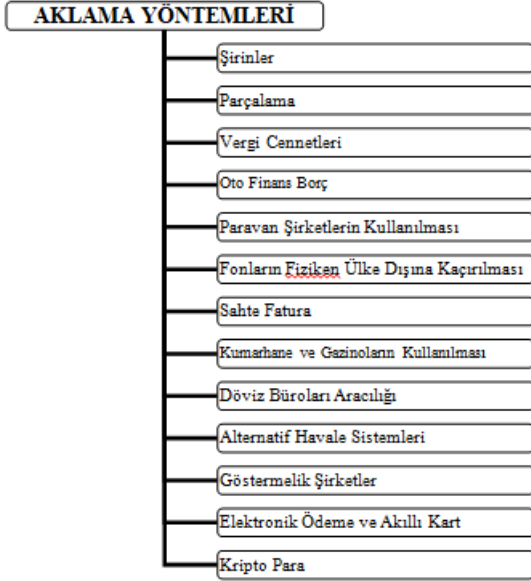 AKLAMA YÖNTEMLERİ
Şirinler
Parçalama
Vergi Cennetleri
Oto Finans Borç
Paravan Şirketlerin Kullanılması
Fonların Fiziken Ülke Dışına Kaçırılması
Sahte Fatura
Kumarhane ve Gazinoların Kullanılması
Döviz Büroları Aracılığı
Alternatif Havale Sistemleri
Göstermelik Şirketler
Elektronik Ödeme ve Akıllı Kart
Kripto Para